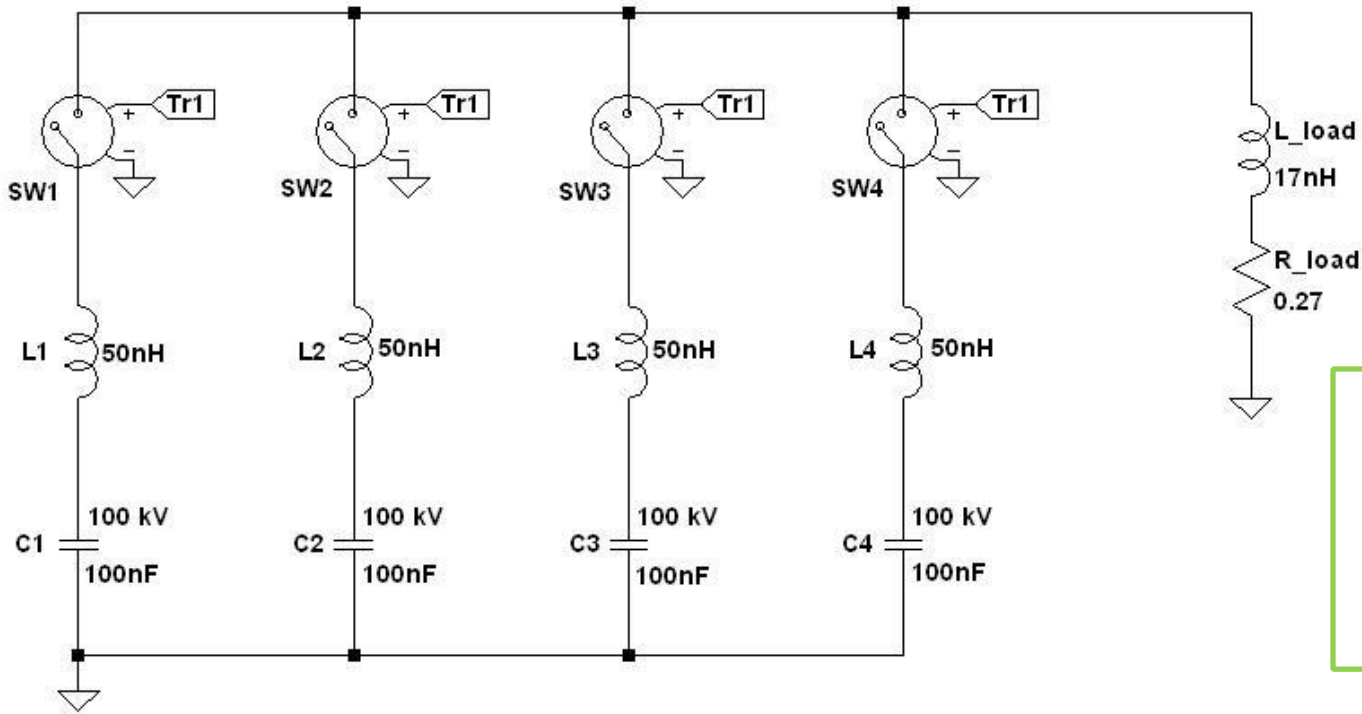 Tr1 Tr1 Tr1 Tr1
+ + + +
− − − −
SW1 SW2 SW3 SW4
L_load
17nH
R_load
0.27
L1 50nH L2 50nH L3 50nH L4 50nH
100 kV 100 kV 100 kV 100 kV
C1 C2 C3 C4
100nF 100nF 100nF 100nF